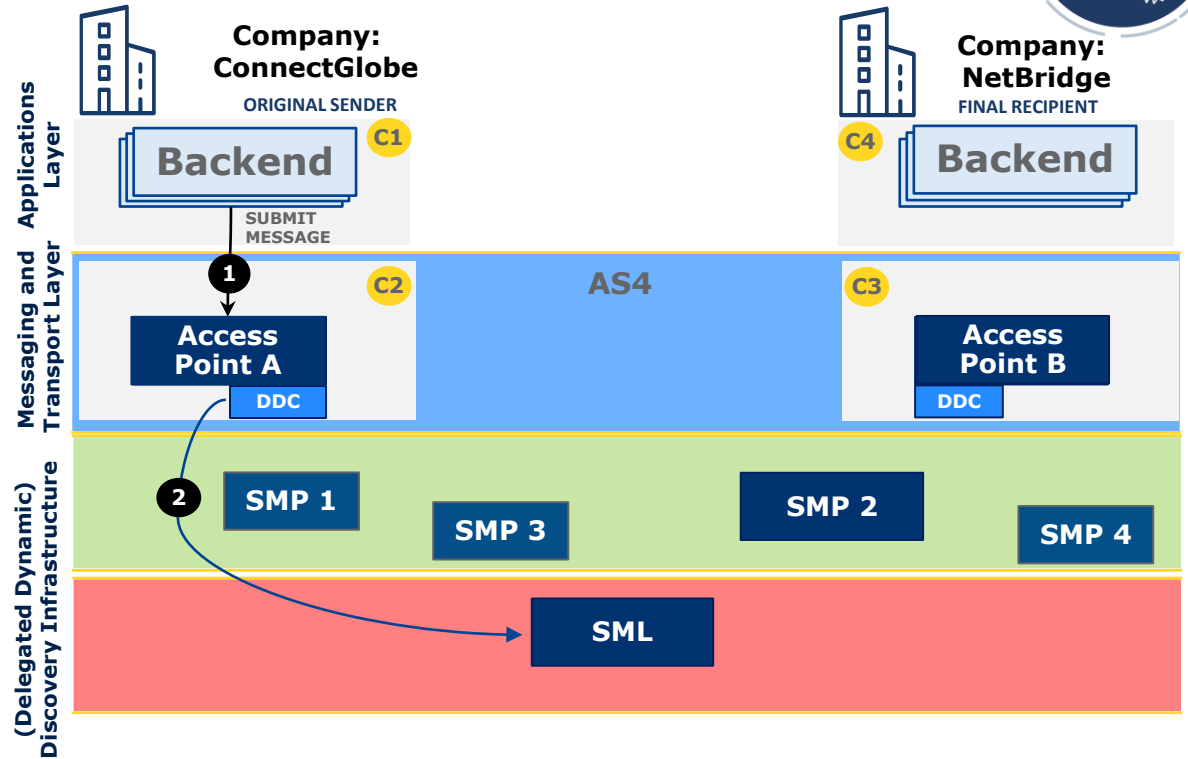 Company:
ConnectGlobe
ORIGINAL SENDER
Company:
NetBridge
FINAL RECIPIENT
Applications
Layer
C1
Backend
SUBMIT
MESSAGE
C4
Backend
Messaging and
Transport Layer
1
C2
AS4
C3
Access
Point A
DDC
Access
Point B
DDC
(Delegated Dynamic)
Discovery Infrastructure
2
SMP 1
SMP 3
SMP 2
SMP 4
SML